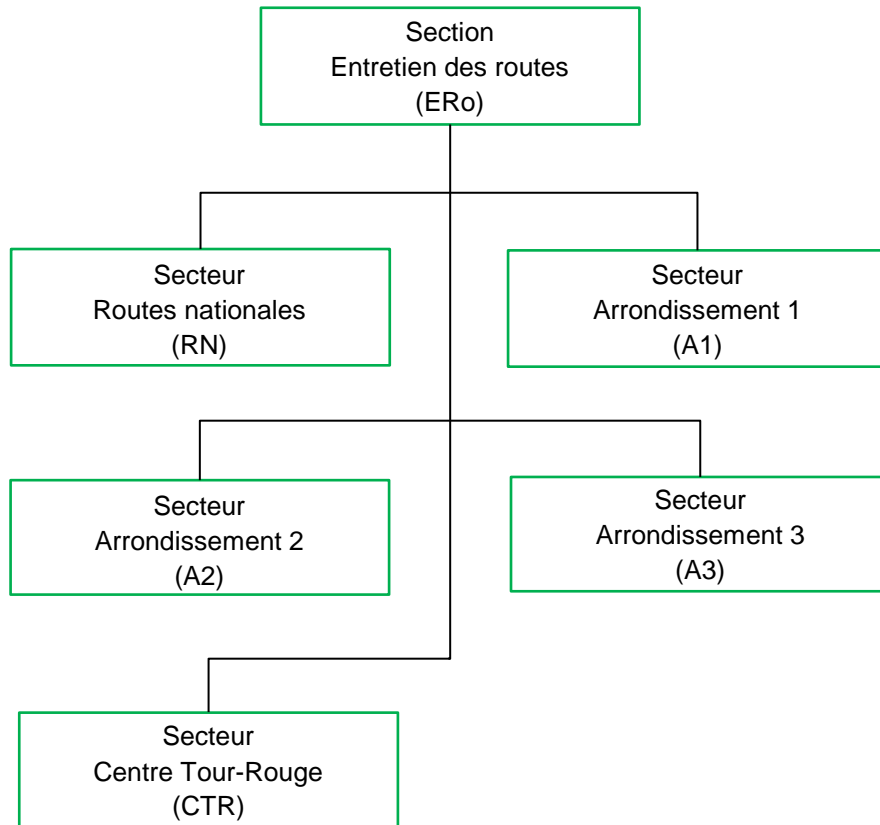 Section
Entretien des routes
(ERo)
Secteur
Routes nationales
(RN)
Secteur
Arrondissement 1
(A1)
Secteur
Arrondissement 2
(A2)
Secteur
Arrondissement 3
(A3)
Secteur
Centre Tour-Rouge
(CTR)